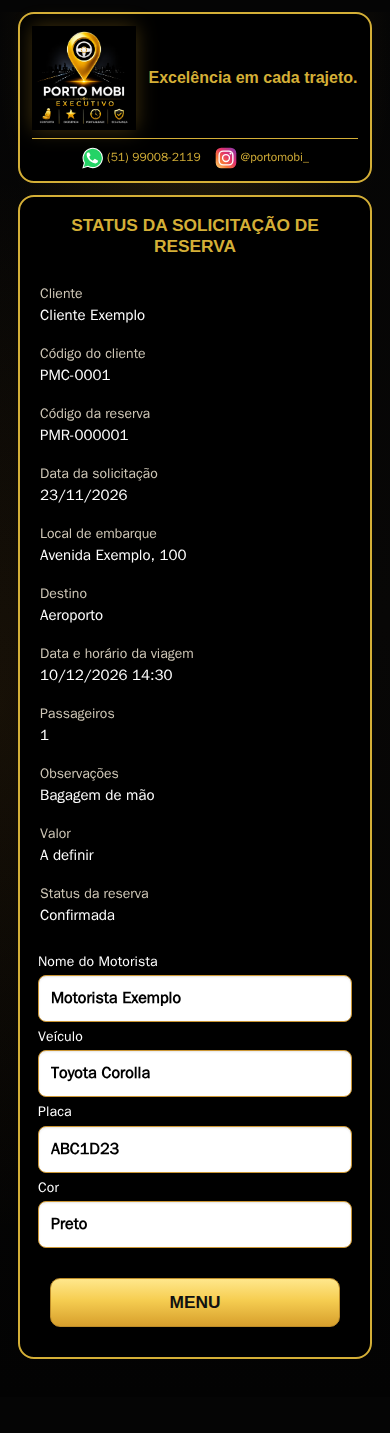 PORTO MOBI
EXECUTIVO
Excelência em cada trajeto.
(51) 99008-2119 @portomobi_
STATUS DA SOLICITAÇÃO DE
RESERVA
Cliente
Cliente Exemplo
Código do cliente
PMC-0001
Código da reserva
PMR-000001
Data da solicitação
23/11/2026
Local de embarque
Avenida Exemplo, 100
Destino
Aeroporto
Data e horário da viagem
10/12/2026 14:30
Passageiros
1
Observações
Bagagem de mão
Valor
A definir
Status da reserva
Confirmada
Nome do Motorista
Motorista Exemplo
Veículo
Toyota Corolla
Placa
ABC1D23
Cor
Preto
MENU